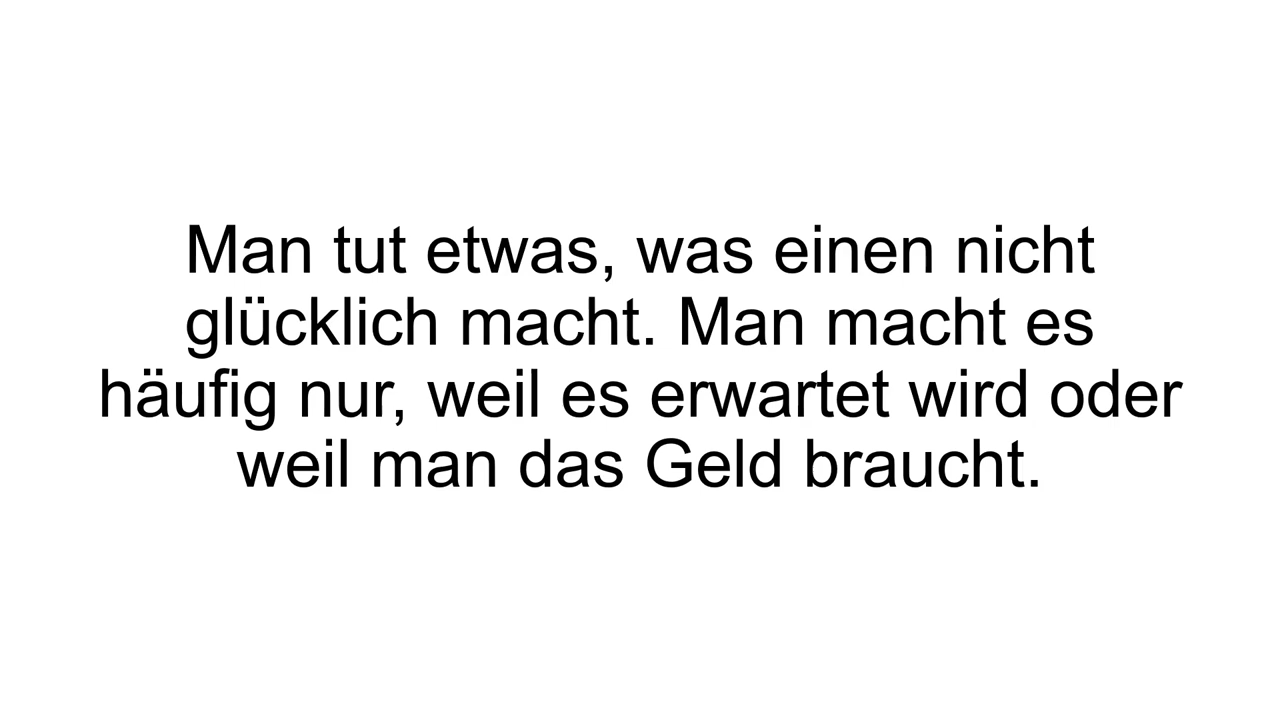 Man tut etwas, was einen nicht
glücklich macht. Man macht es
häufig nur, weil es erwartet wird oder
weil man das Geld braucht.